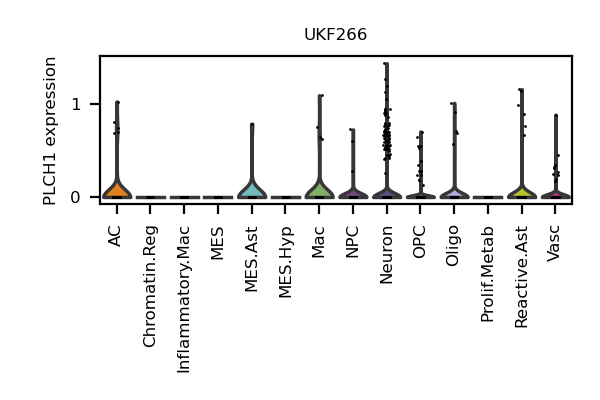 UKF266
PLCH1 expression
1
0
AC
Chromatin.Reg
Inflammatory.Mac
MES
MES.Ast
MES.Hyp
Mac
NPC
Neuron
OPC
Oligo
Prolif.Metab
Reactive.Ast
Vasc